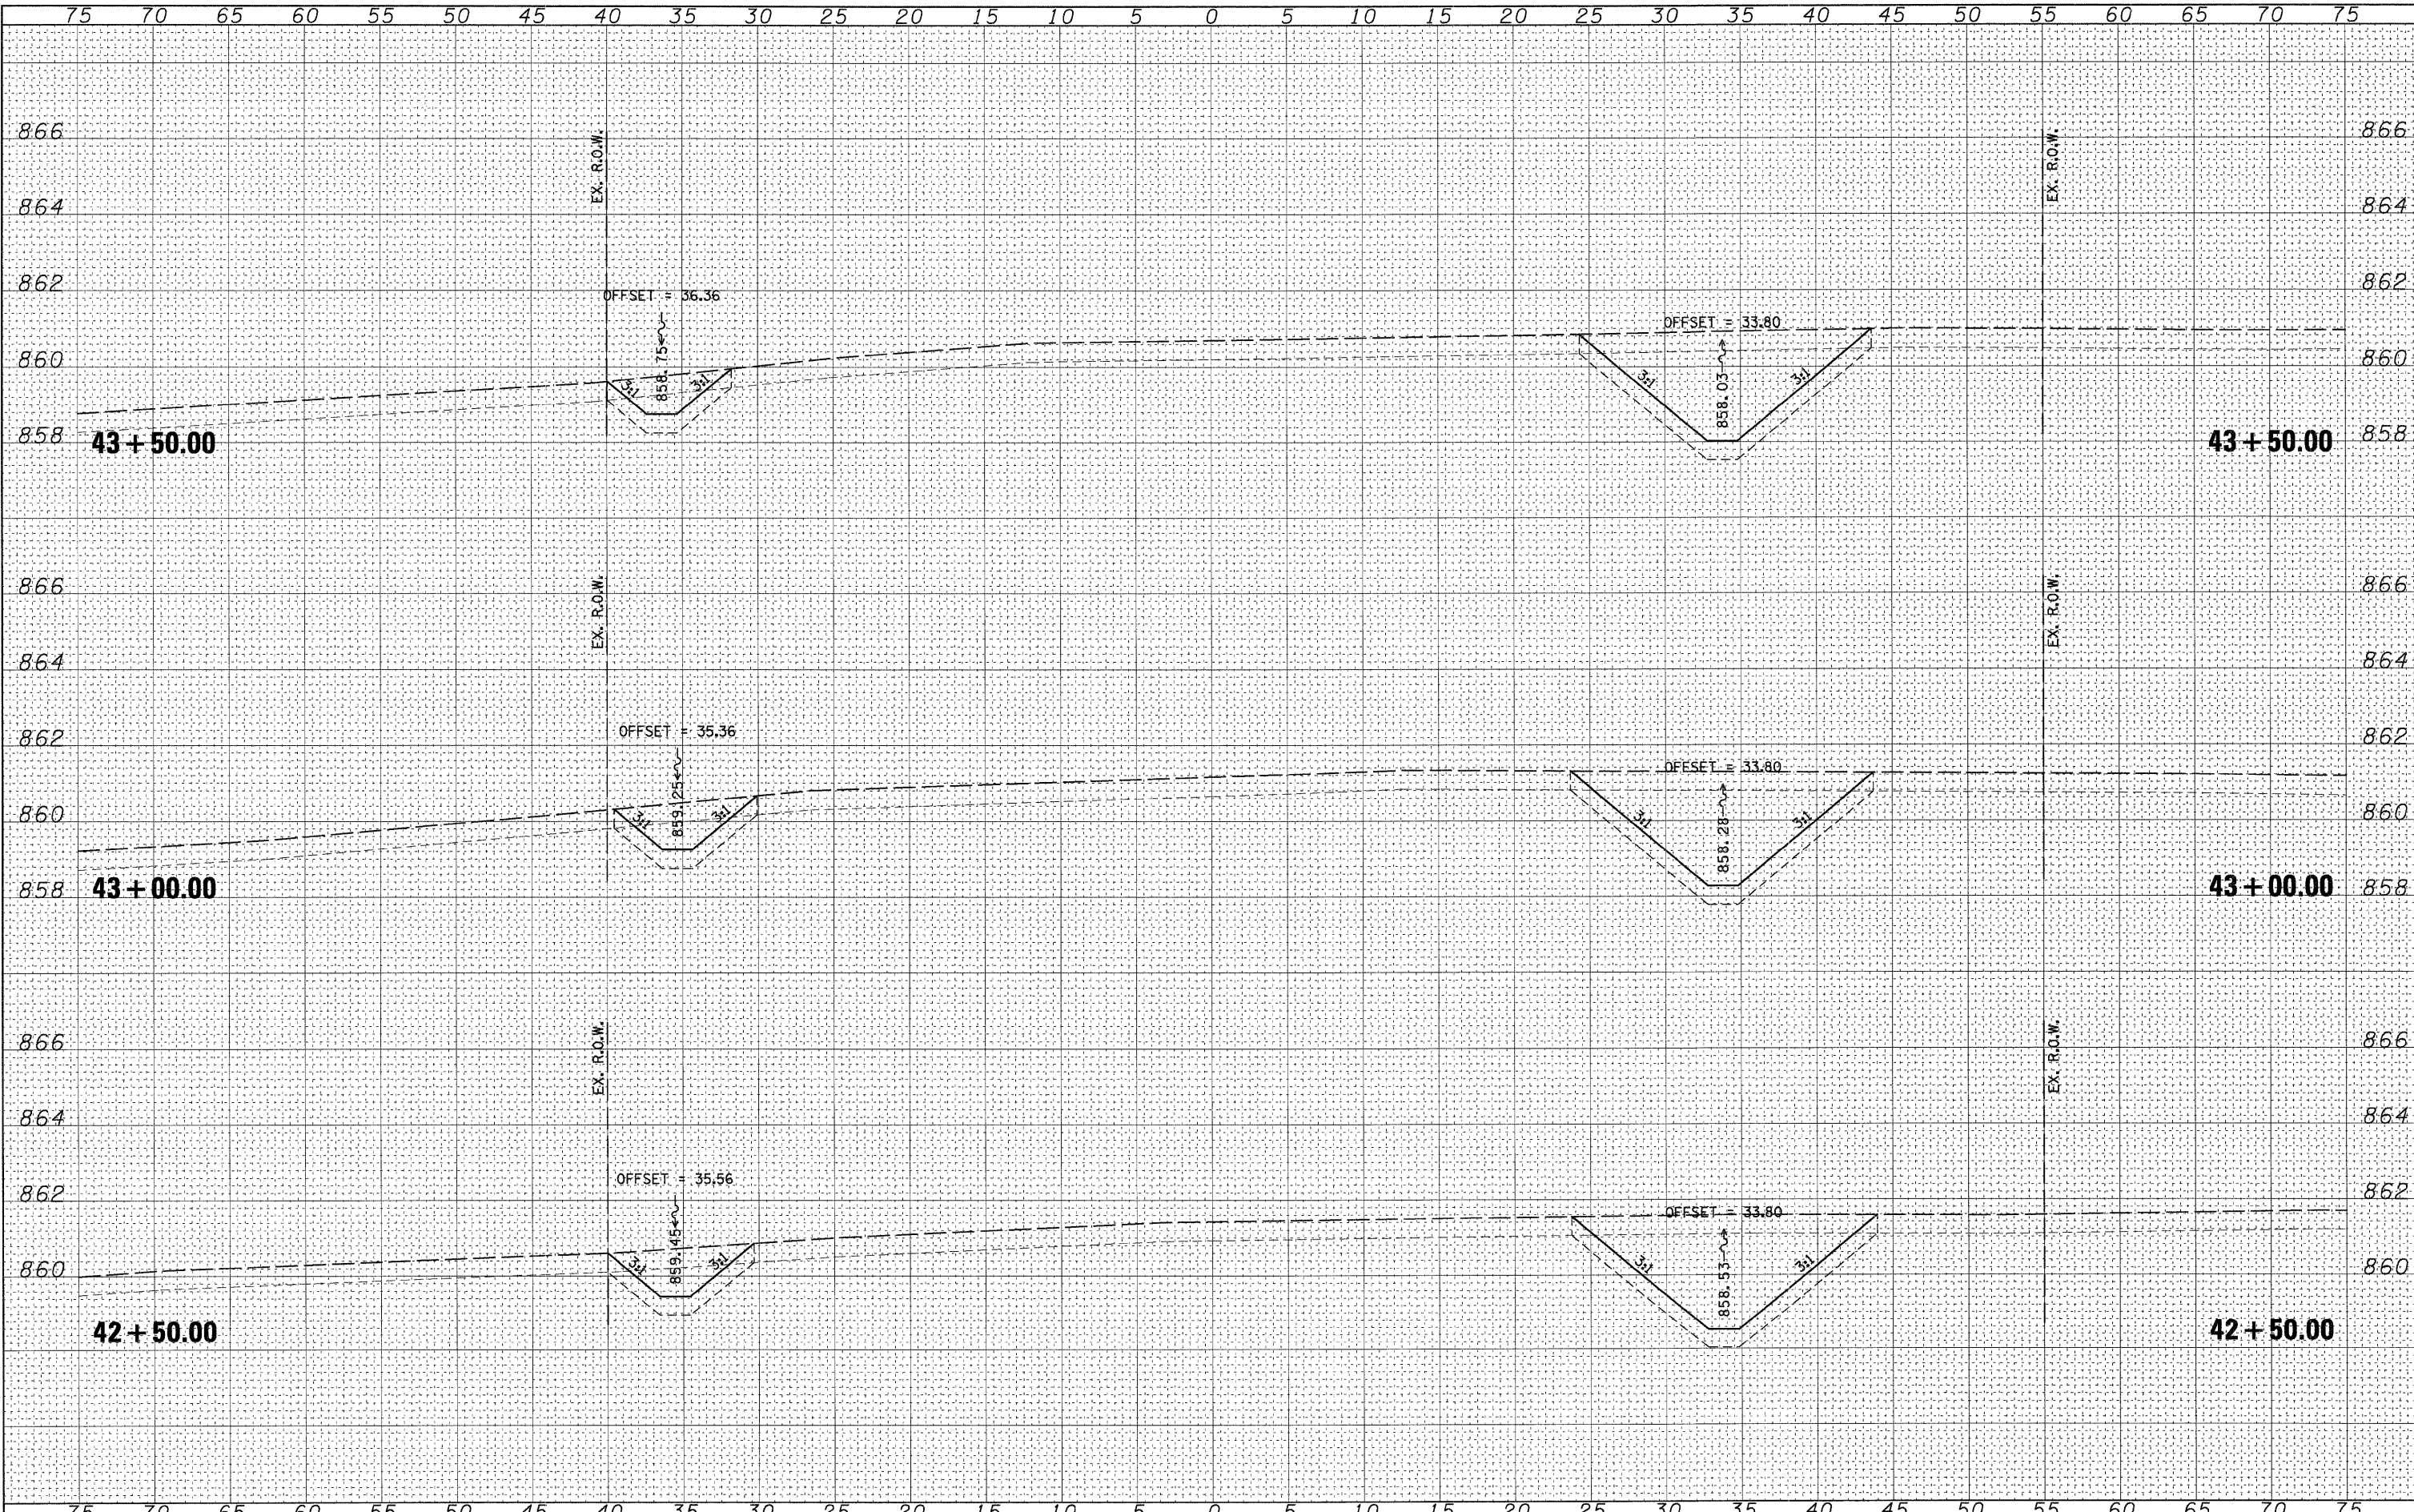 75 70 65 60 55 50 45 40 35 30 25 20 15 10 5 0 5 10 15 20 25 30 35 40 45 50 55 60 65 70 75
866 EX. R.O.W. EX. R.O.W. 866
864 864
862 862
OFFSET = 36.36
OFFSET = 33.80
860 3:1 858.75 3:1 3:1 858.03 3:1 860
858 43+50.00 43+50.00 858
866 EX. R.O.W. EX. R.O.W. 866
864 864
OFFSET = 35.36
862 862
OFFSET = 33.80
860 3:1 859.25 3:1 3:1 858.28 3:1 860
858 43+00.00 43+00.00 858
866 EX. R.O.W. EX. R.O.W. 866
864 864
OFFSET = 35.56
862 862
OFFSET = 33.80
860 3:1 859.45 3:1 3:1 858.53 3:1 860
42+50.00 42+50.00
75 70 65 60 55 50 45 40 35 30 25 20 15 10 5 0 5 10 15 20 25 30 35 40 45 50 55 60 65 70 75